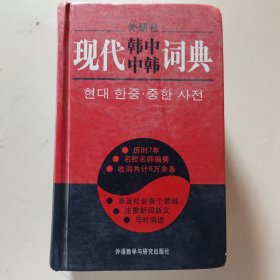 外研社
现代韩中中韩词典
현대 한중·중한 사전
●历时7年
●名校名师编撰
●收词共计6万余条
●涉及社会各个领域
●注重新词新义
●与时俱进
外语教学与研究出版社